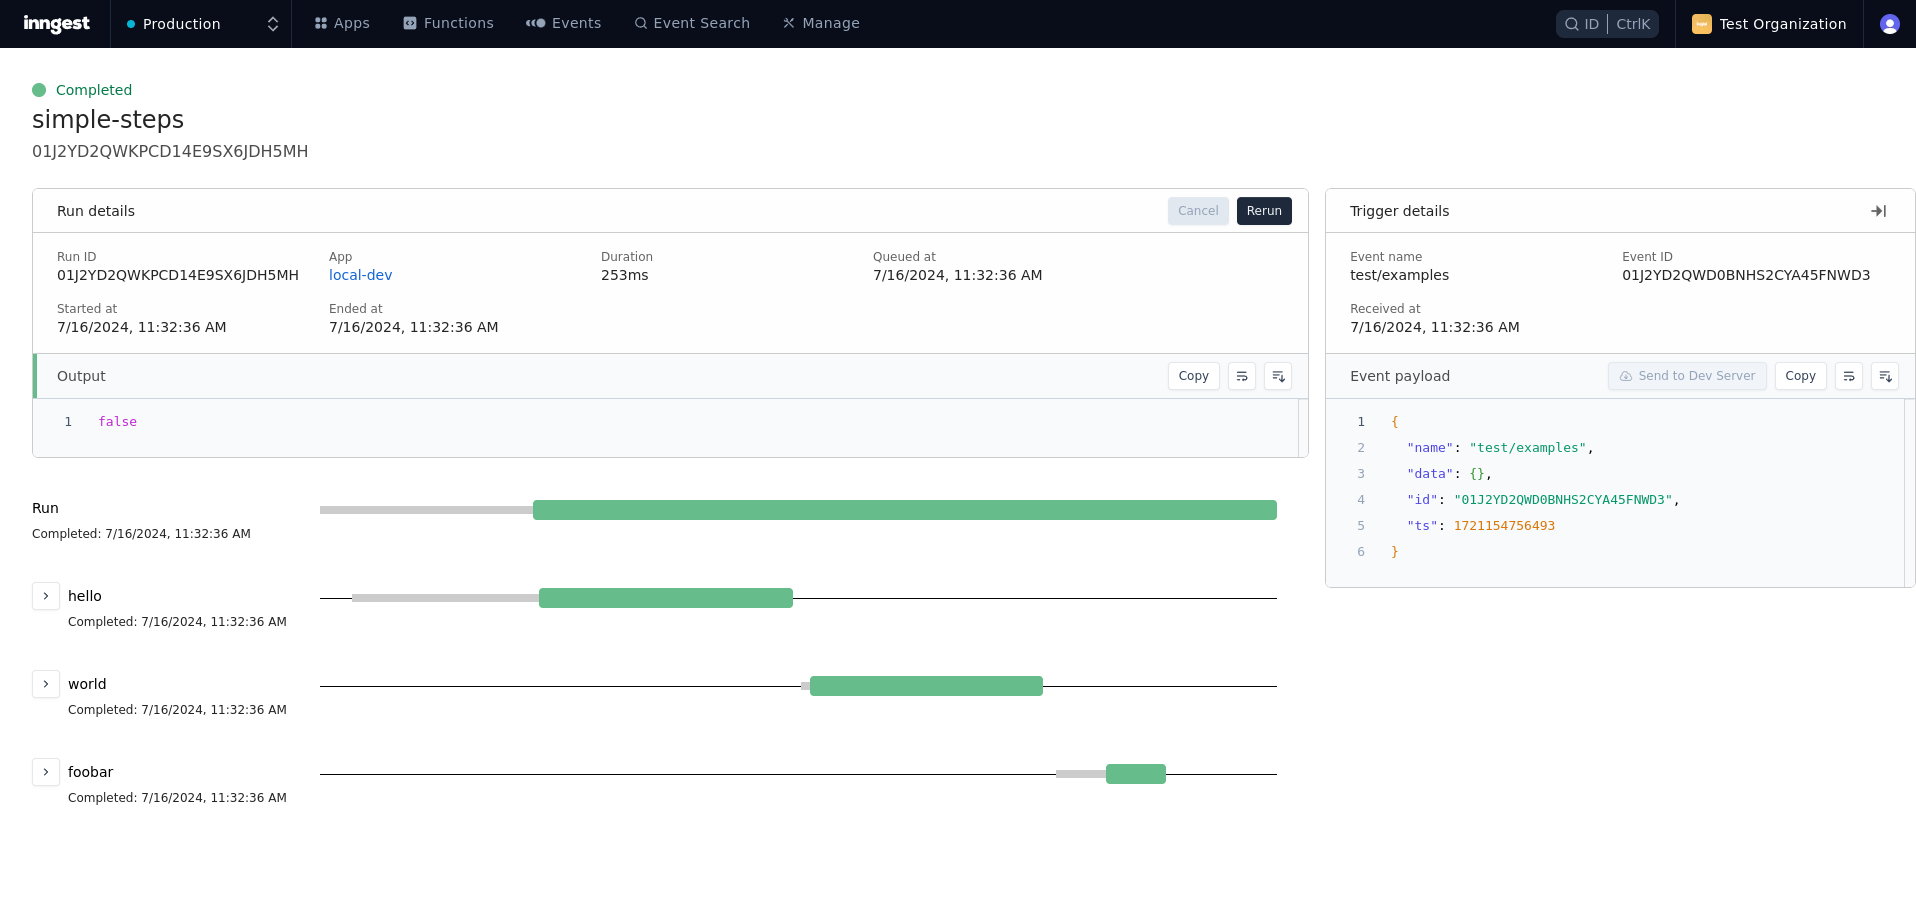 inngest Production Apps Functions Events Event Search Manage ID CtrlK Test Organization
Completed
simple-steps
01J2YD2QWKPCD14E9SX6JDH5MH
Run details Cancel Rerun
Run ID App Duration Queued at
01J2YD2QWKPCD14E9SX6JDH5MH local-dev 253ms 7/16/2024, 11:32:36 AM
Started at Ended at
7/16/2024, 11:32:36 AM 7/16/2024, 11:32:36 AM
Output Copy
1 false
Run
Completed: 7/16/2024, 11:32:36 AM
hello
Completed: 7/16/2024, 11:32:36 AM
world
Completed: 7/16/2024, 11:32:36 AM
foobar
Completed: 7/16/2024, 11:32:36 AM
Trigger details
Event name Event ID
test/examples 01J2YD2QWD0BNHS2CYA45FNWD3
Received at
7/16/2024, 11:32:36 AM
Event payload Send to Dev Server Copy
1 {
2 "name": "test/examples",
3 "data": {},
4 "id": "01J2YD2QWD0BNHS2CYA45FNWD3",
5 "ts": 1721154756493
6 }